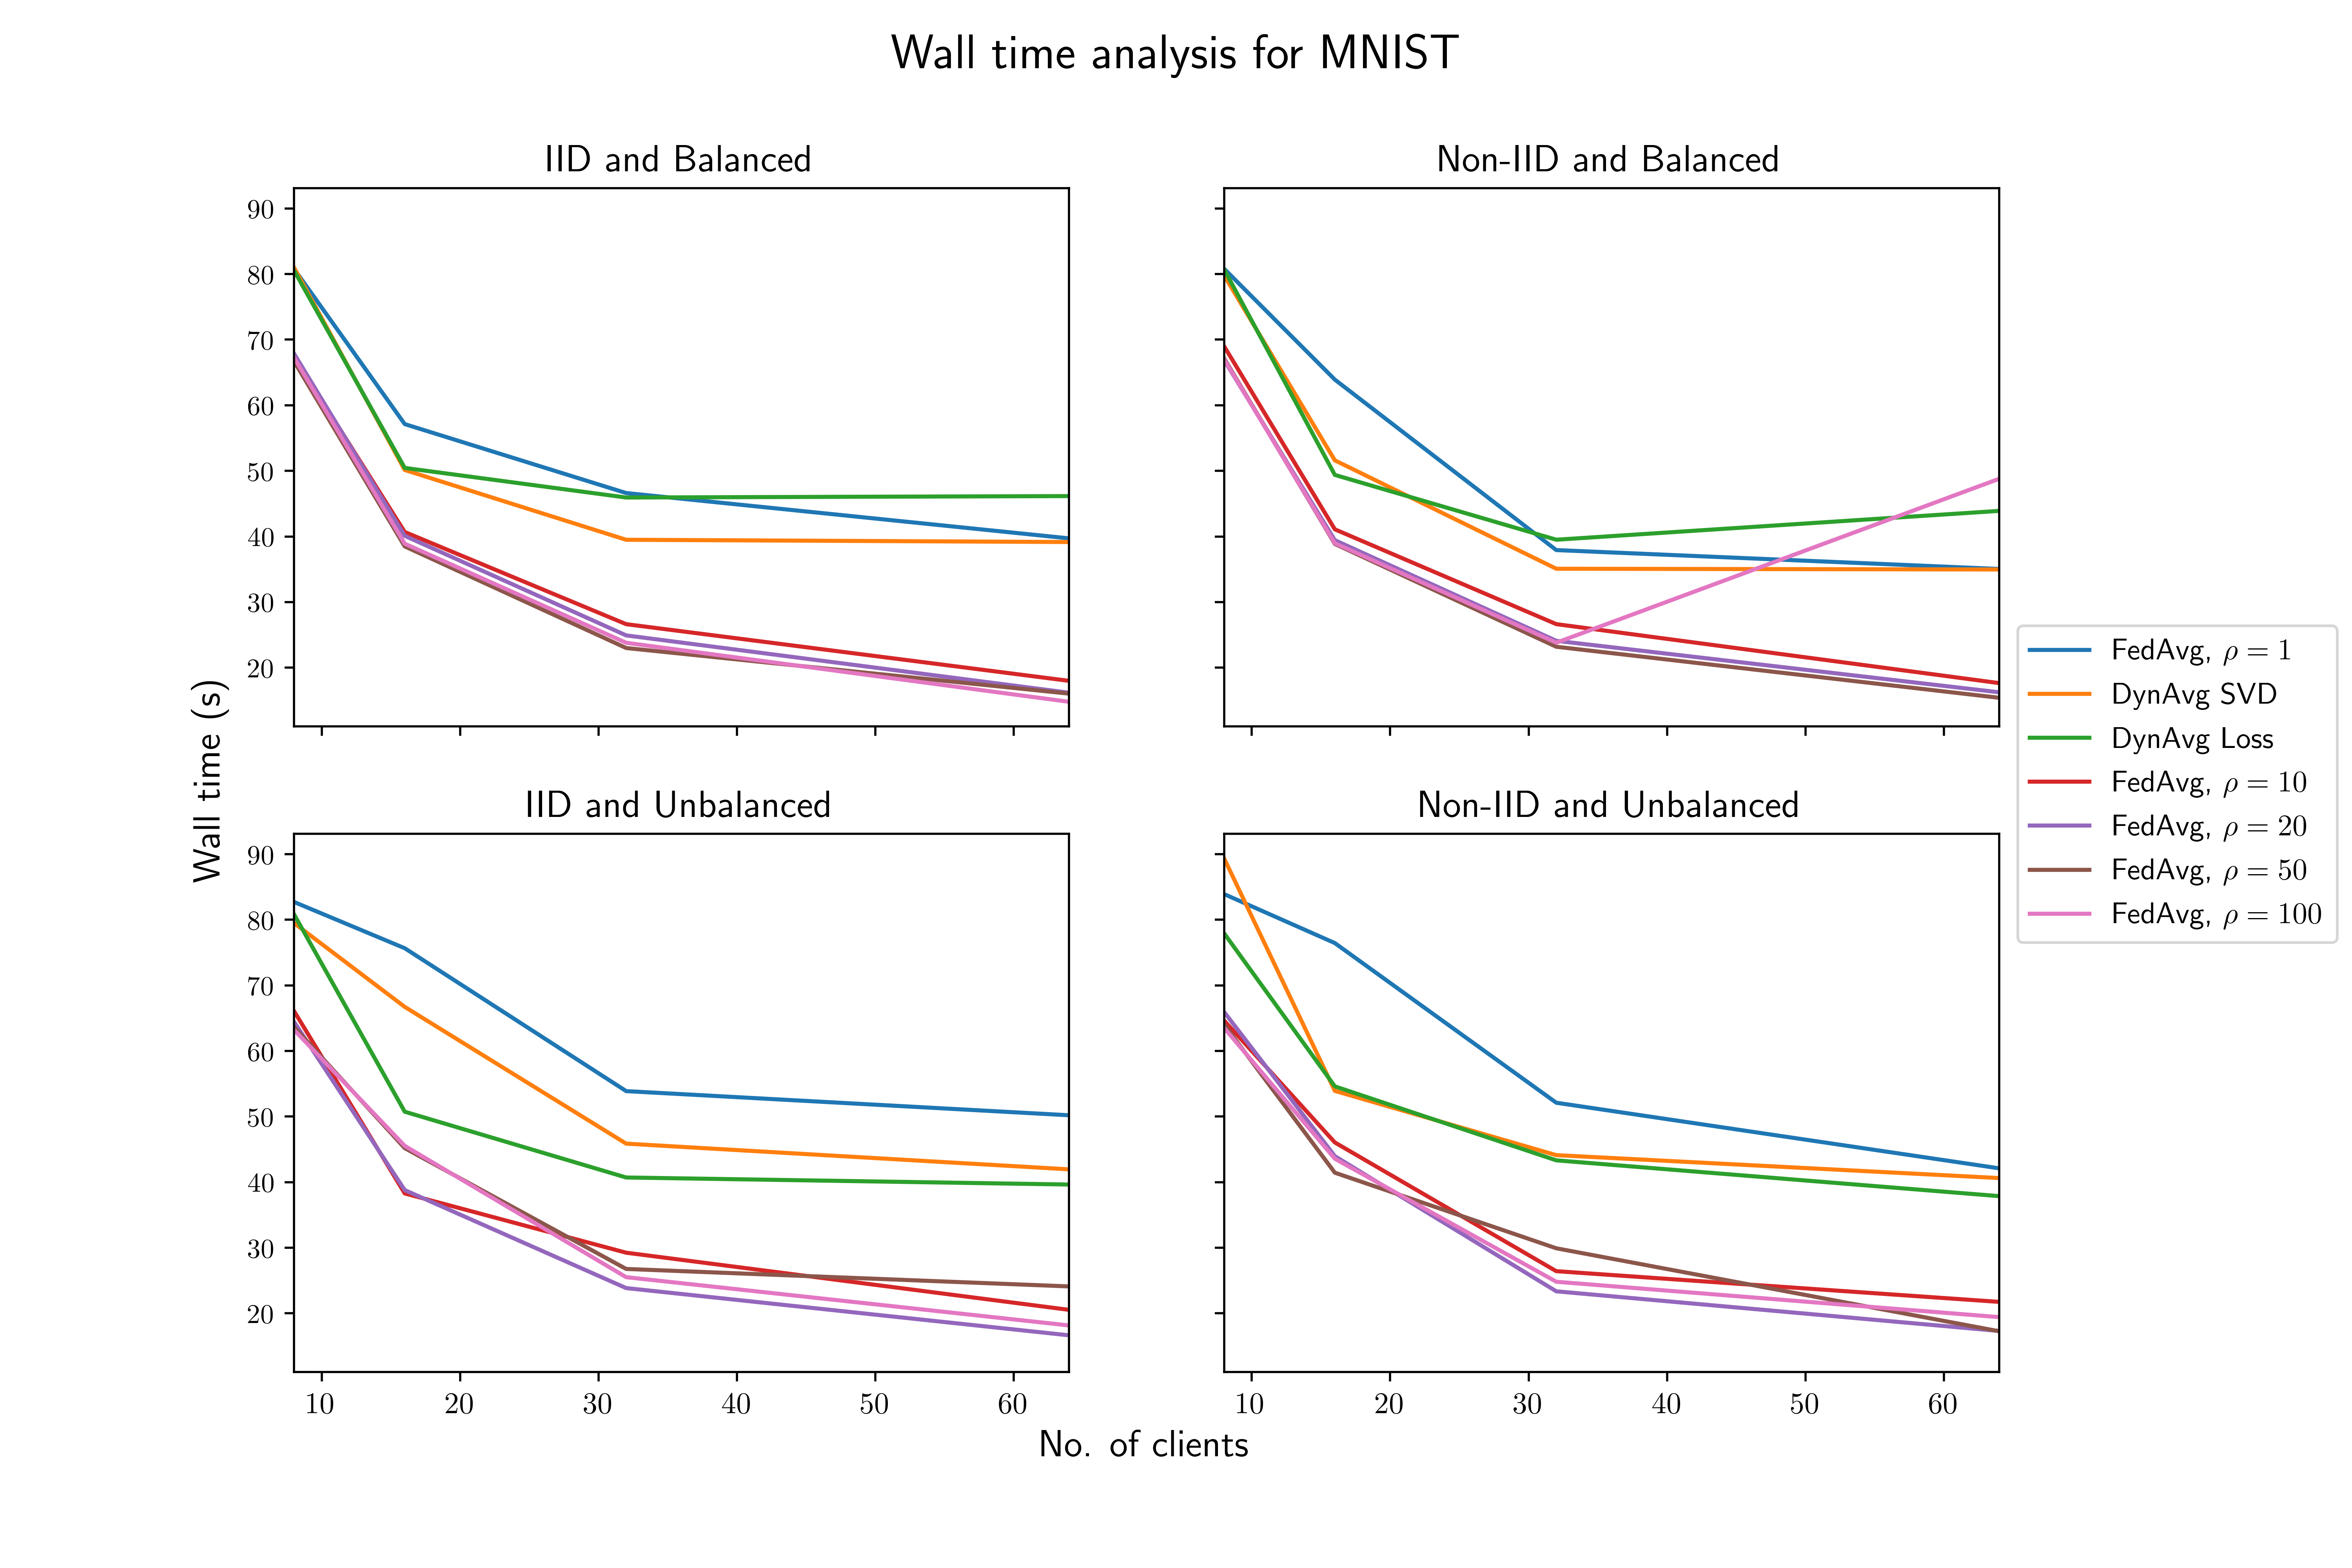 Wall time analysis for MNIST
IID and Balanced
Non-IID and Balanced
90
80
70
60
50
40
30
20
Wall time (s)
IID and Unbalanced
Non-IID and Unbalanced
90
80
70
60
50
40
30
20
10 20 30 40 50 60
10 20 30 40 50 60
No. of clients
FedAvg, ρ = 1
DynAvg SVD
DynAvg Loss
FedAvg, ρ = 10
FedAvg, ρ = 20
FedAvg, ρ = 50
FedAvg, ρ = 100